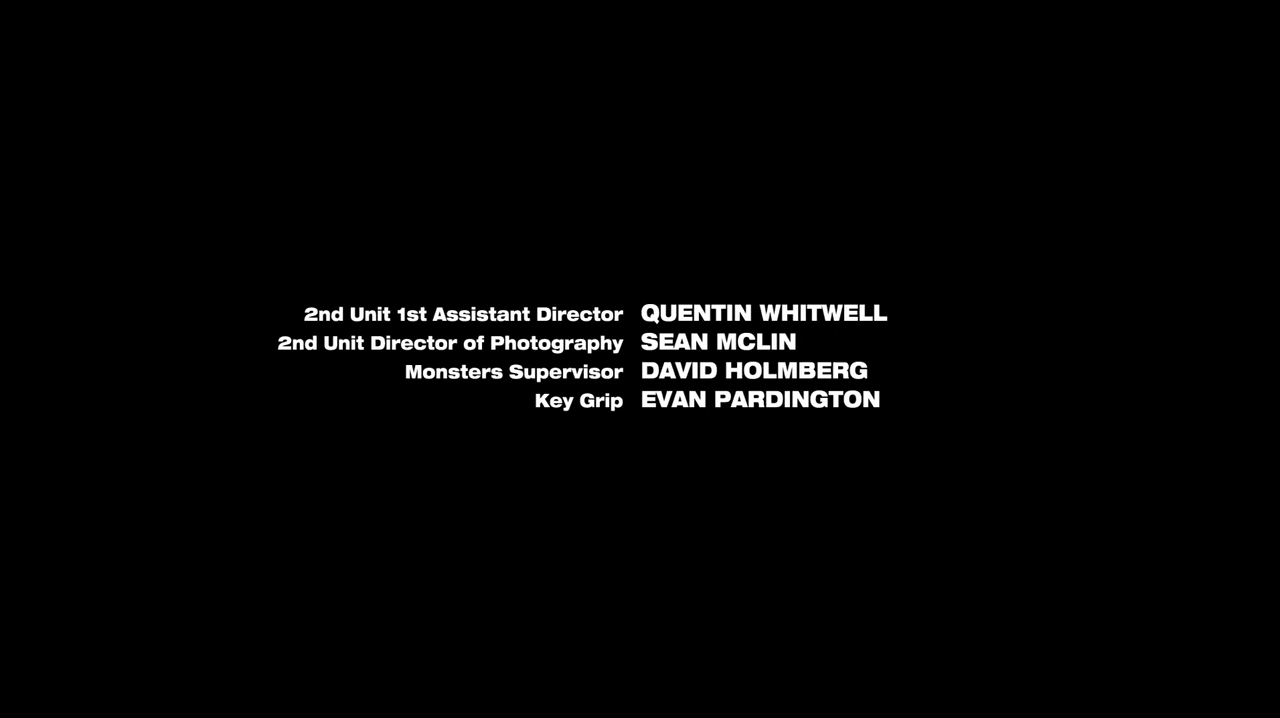 2nd Unit 1st Assistant Director QUENTIN WHITWELL
2nd Unit Director of Photography SEAN MCLIN
Monsters Supervisor DAVID HOLMBERG
Key Grip EVAN PARDINGTON